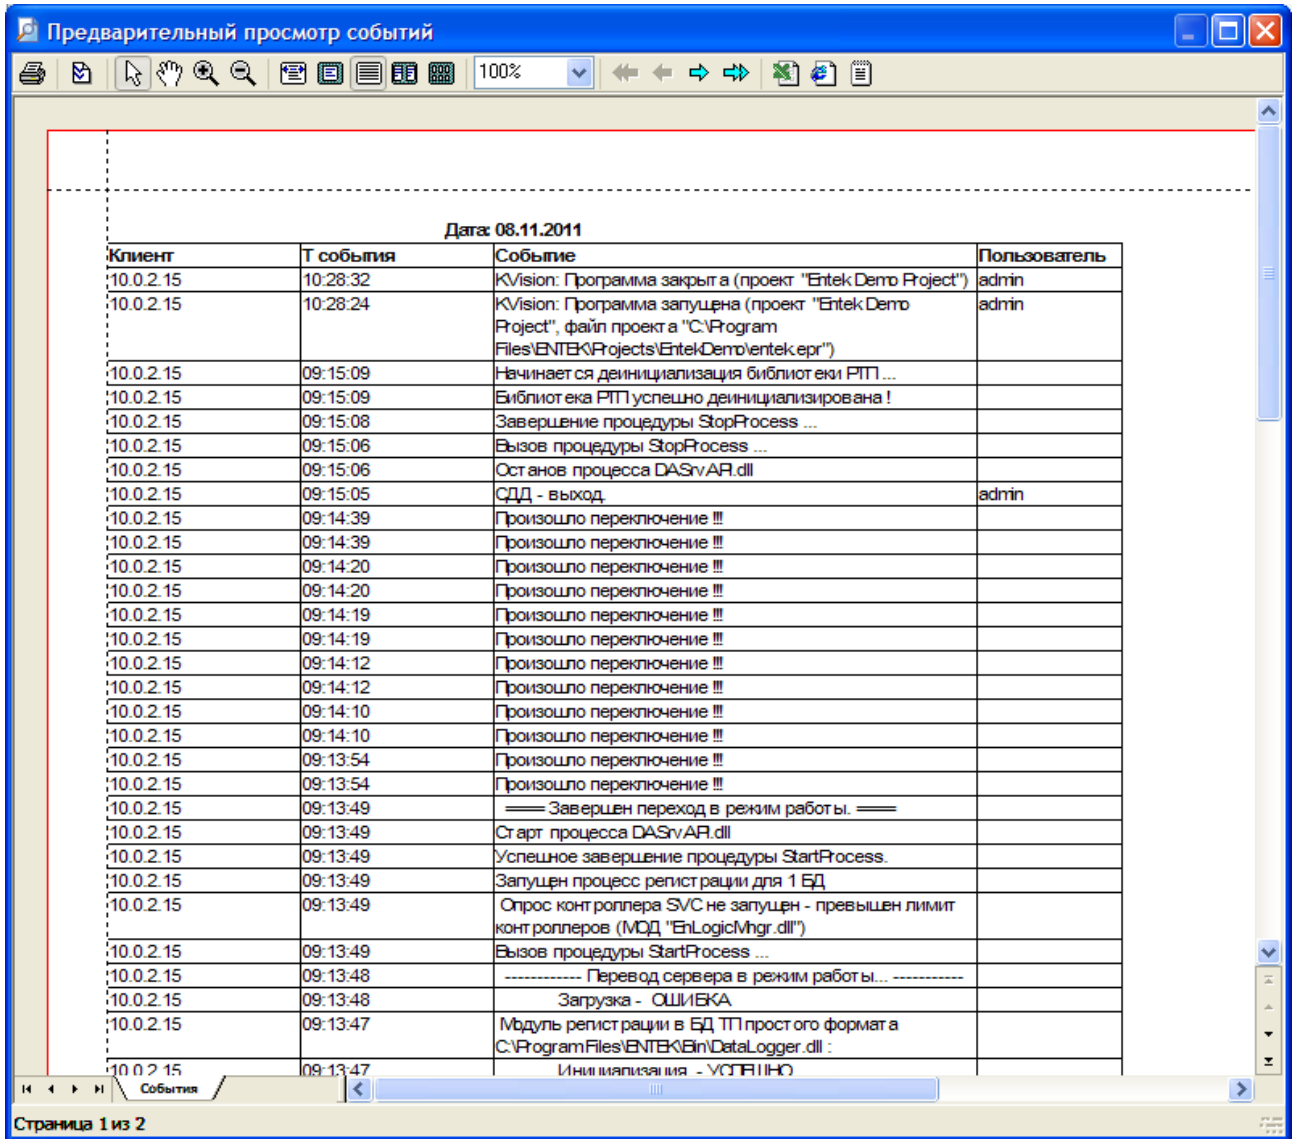 Предварительный просмотр событий
100%
Дата: 08.11.2011
Клиент Т события Событие Пользователь
10.0.2.15 10:28:32 KVision: Программа закрыта (проект "Entek Demo Project") admin
10.0.2.15 10:28:24 KVision: Программа запущена (проект "Entek Demo admin
Project", файл проекта "C:\Program
Files\ENTEK\Projects\EntekDemo\entek.epr")
10.0.2.15 09:15:09 Начинается деинициализация библиотеки РТП ...
10.0.2.15 09:15:09 Библиотека РТП успешно деинициализирована !
10.0.2.15 09:15:08 Завершение процедуры StopProcess ...
10.0.2.15 09:15:06 Вызов процедуры StopProcess ...
10.0.2.15 09:15:06 Останов процесса DASrvAPI.dll
10.0.2.15 09:15:05 СДД - выход. admin
10.0.2.15 09:14:39 Произошло переключение !!!
10.0.2.15 09:14:39 Произошло переключение !!!
10.0.2.15 09:14:20 Произошло переключение !!!
10.0.2.15 09:14:20 Произошло переключение !!!
10.0.2.15 09:14:19 Произошло переключение !!!
10.0.2.15 09:14:19 Произошло переключение !!!
10.0.2.15 09:14:12 Произошло переключение !!!
10.0.2.15 09:14:12 Произошло переключение !!!
10.0.2.15 09:14:10 Произошло переключение !!!
10.0.2.15 09:14:10 Произошло переключение !!!
10.0.2.15 09:13:54 Произошло переключение !!!
10.0.2.15 09:13:54 Произошло переключение !!!
10.0.2.15 09:13:49 ==== Завершен переход в режим работы. ====
10.0.2.15 09:13:49 Старт процесса DASrvAPI.dll
10.0.2.15 09:13:49 Успешное завершение процедуры StartProcess.
10.0.2.15 09:13:49 Запущен процесс регистрации для 1 БД
10.0.2.15 09:13:49 Опрос контроллера SVC не запущен - превышен лимит
контроллеров (МОД "EnLogicMngr.dll")
10.0.2.15 09:13:49 Вызов процедуры StartProcess ...
10.0.2.15 09:13:48 ------------ Перевод сервера в режим работы... -----------
10.0.2.15 09:13:48 Загрузка - ОШИБКА
10.0.2.15 09:13:47 Модуль регистрации в БД ТП простого формата
C:\Program Files\ENTEK\Bin\DataLogger.dll :
10.0.2.15 09:13:47 Инициализация - УСПЕШНО
События
Страница 1 из 2